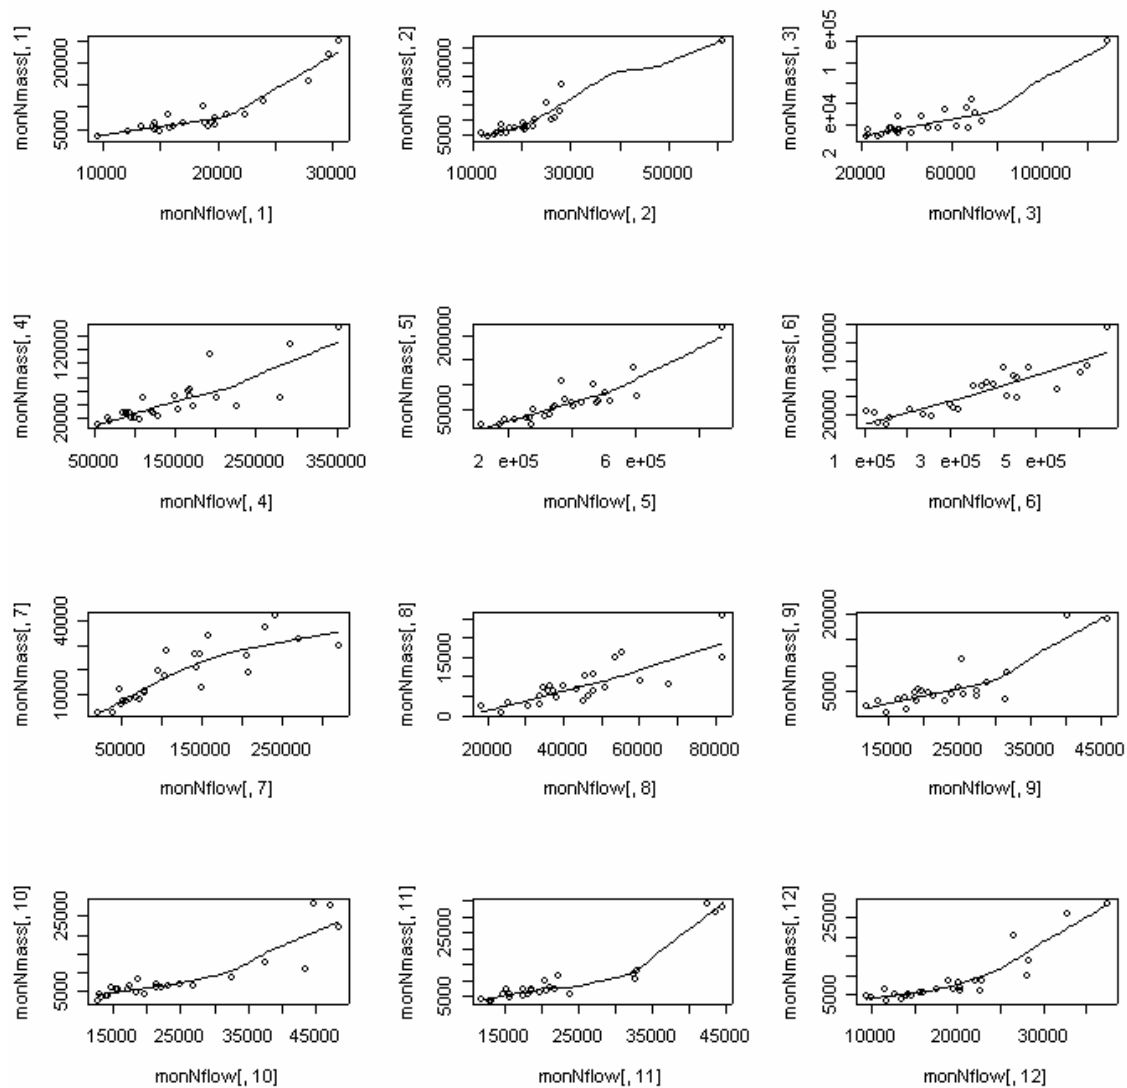 monNmass[, 1]
5000 20000
10000 20000 30000
monNflow[, 1]
monNmass[, 2]
5000 30000
10000 30000 50000
monNflow[, 2]
monNmass[, 3]
2 e+04 1 e+05
20000 60000 100000
monNflow[, 3]
monNmass[, 4]
20000 120000
50000 150000 250000 350000
monNflow[, 4]
monNmass[, 5]
50000 200000
2 e+05 6 e+05
monNflow[, 5]
monNmass[, 6]
20000 100000
1 e+05 3 e+05 5 e+05
monNflow[, 6]
monNmass[, 7]
10000 40000
50000 150000 250000
monNflow[, 7]
monNmass[, 8]
0 15000
20000 40000 60000 80000
monNflow[, 8]
monNmass[, 9]
5000 20000
15000 25000 35000 45000
monNflow[, 9]
monNmass[, 10]
5000 25000
15000 25000 35000 45000
monNflow[, 10]
monNmass[, 11]
5000 25000
15000 25000 35000 45000
monNflow[, 11]
monNmass[, 12]
5000 25000
10000 20000 30000
monNflow[, 12]